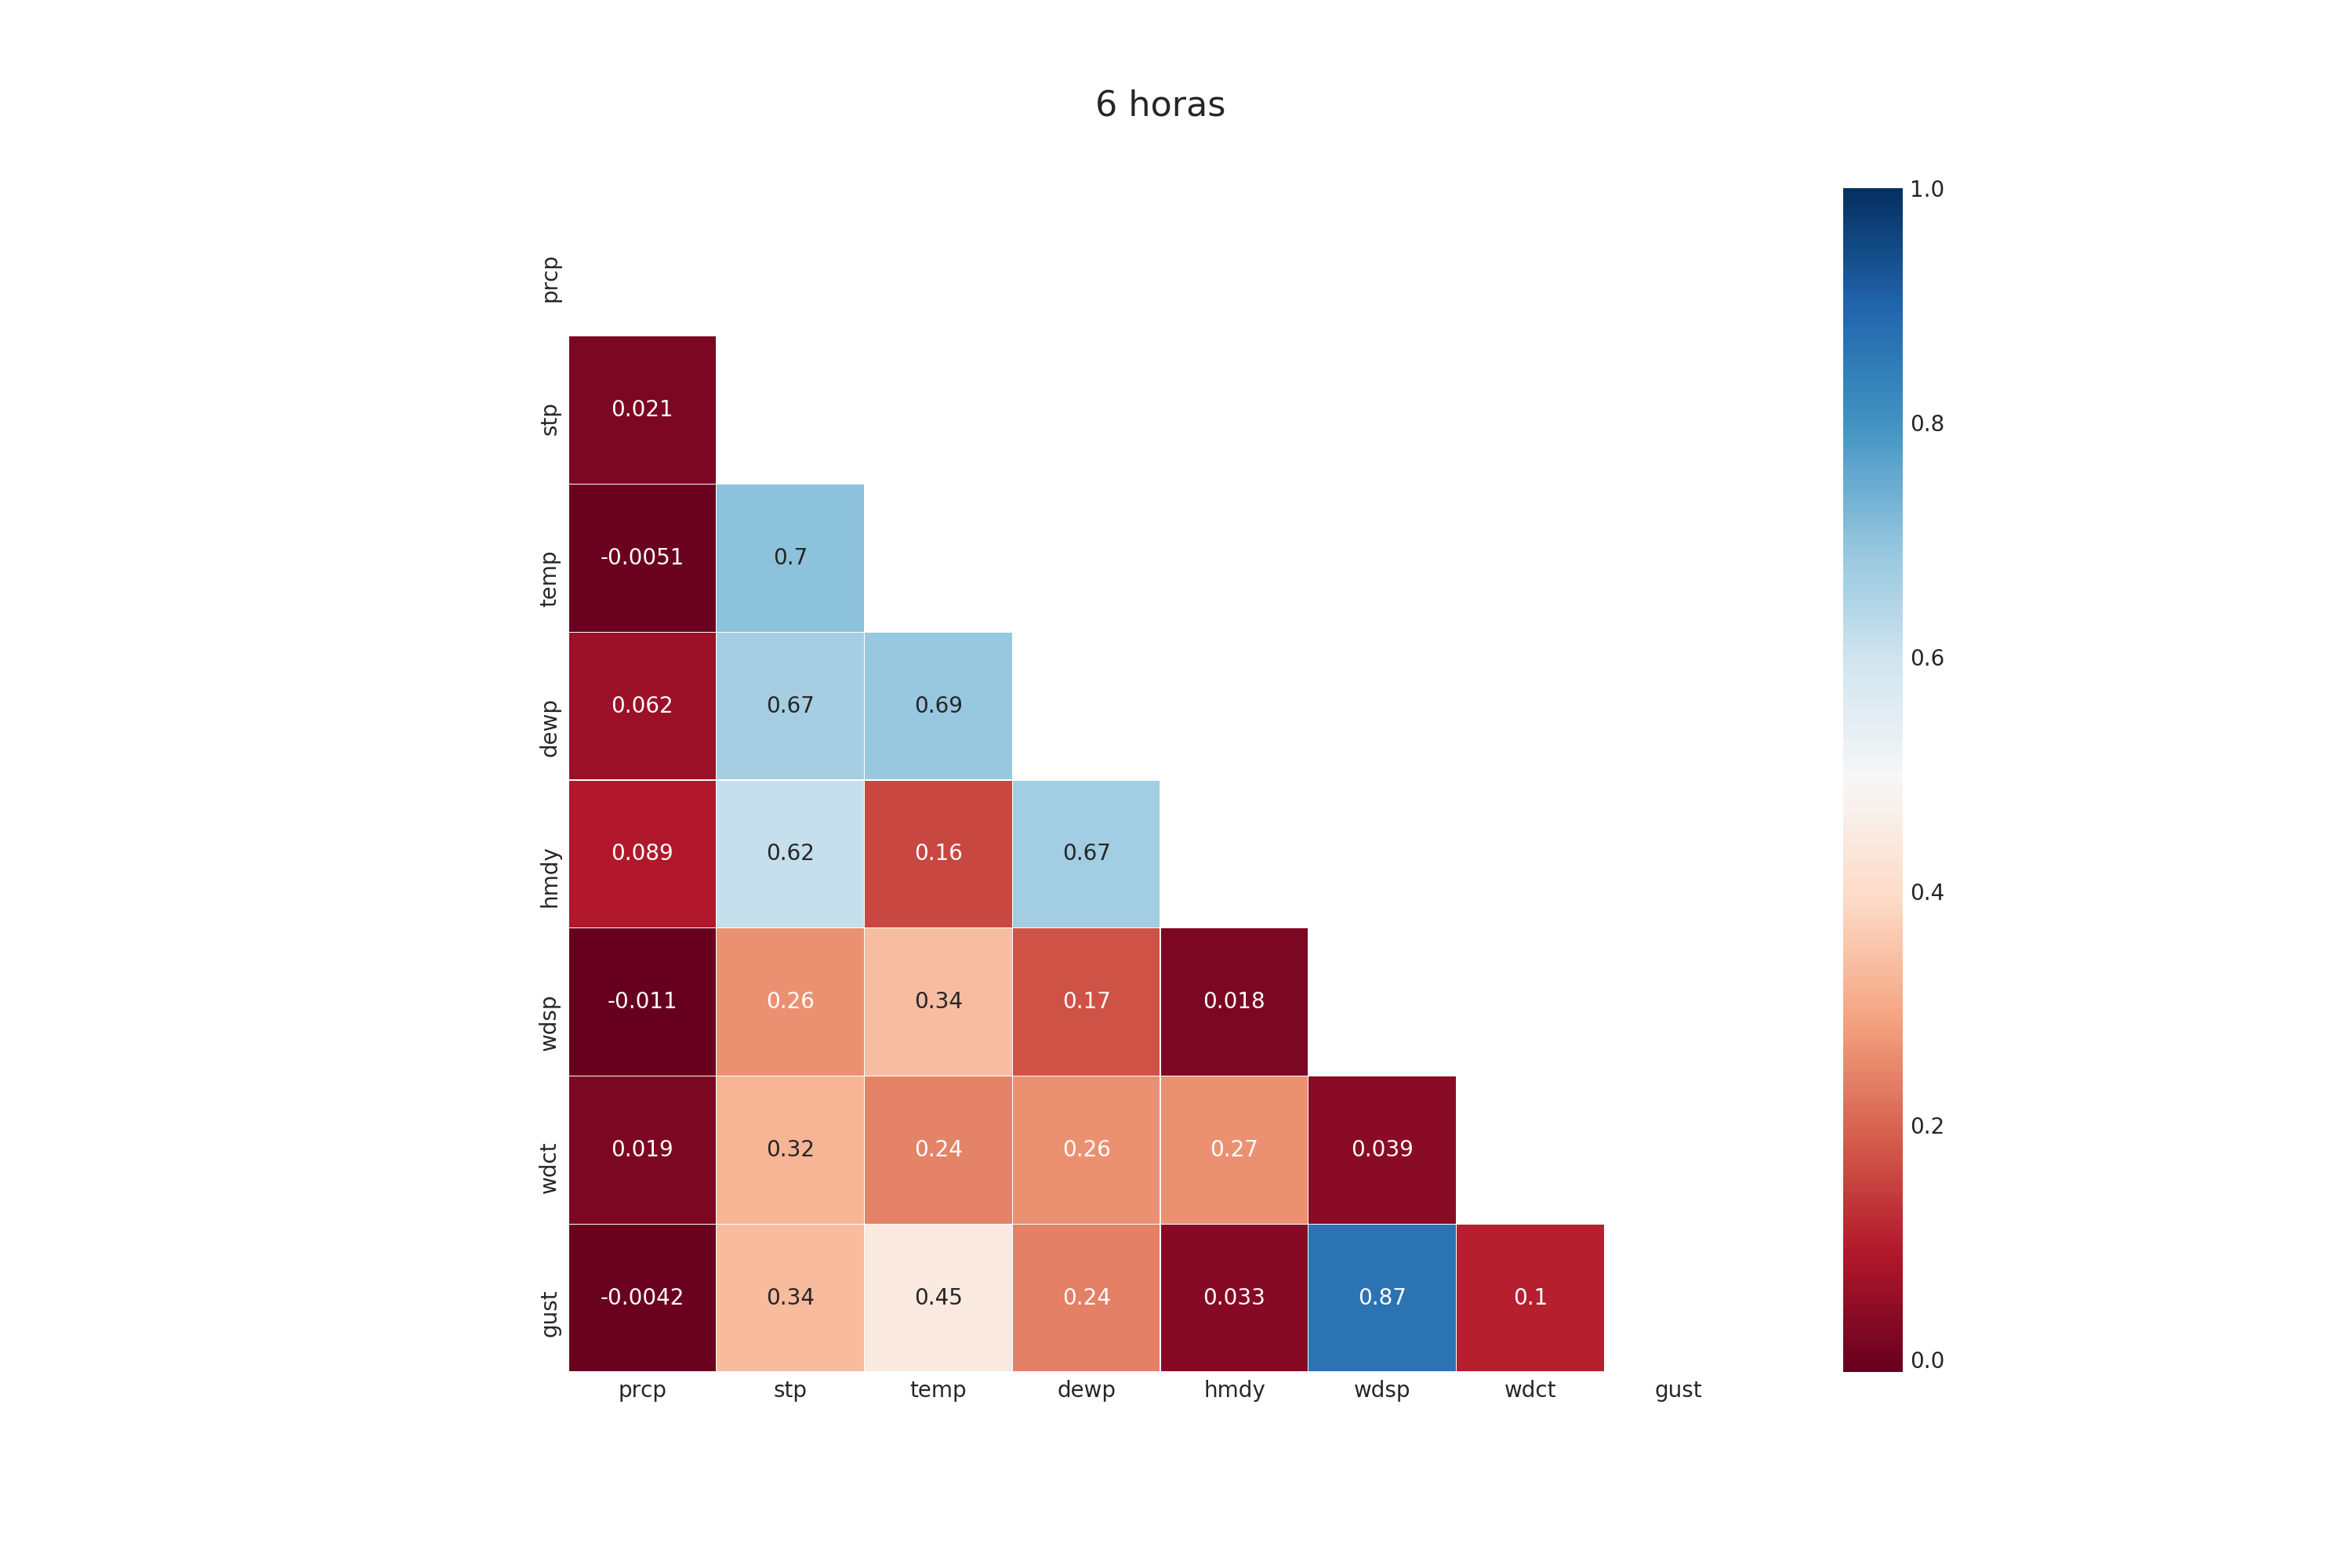 6 horas
1.0
prcp
stp 0.021
0.8
temp -0.0051 0.7
0.6
dewp 0.062 0.67 0.69
hmdy 0.089 0.62 0.16 0.67
0.4
wdsp -0.011 0.26 0.34 0.17 0.018
0.2
wdct 0.019 0.32 0.24 0.26 0.27 0.039
gust -0.0042 0.34 0.45 0.24 0.033 0.87 0.1
0.0
prcp stp temp dewp hmdy wdsp wdct gust